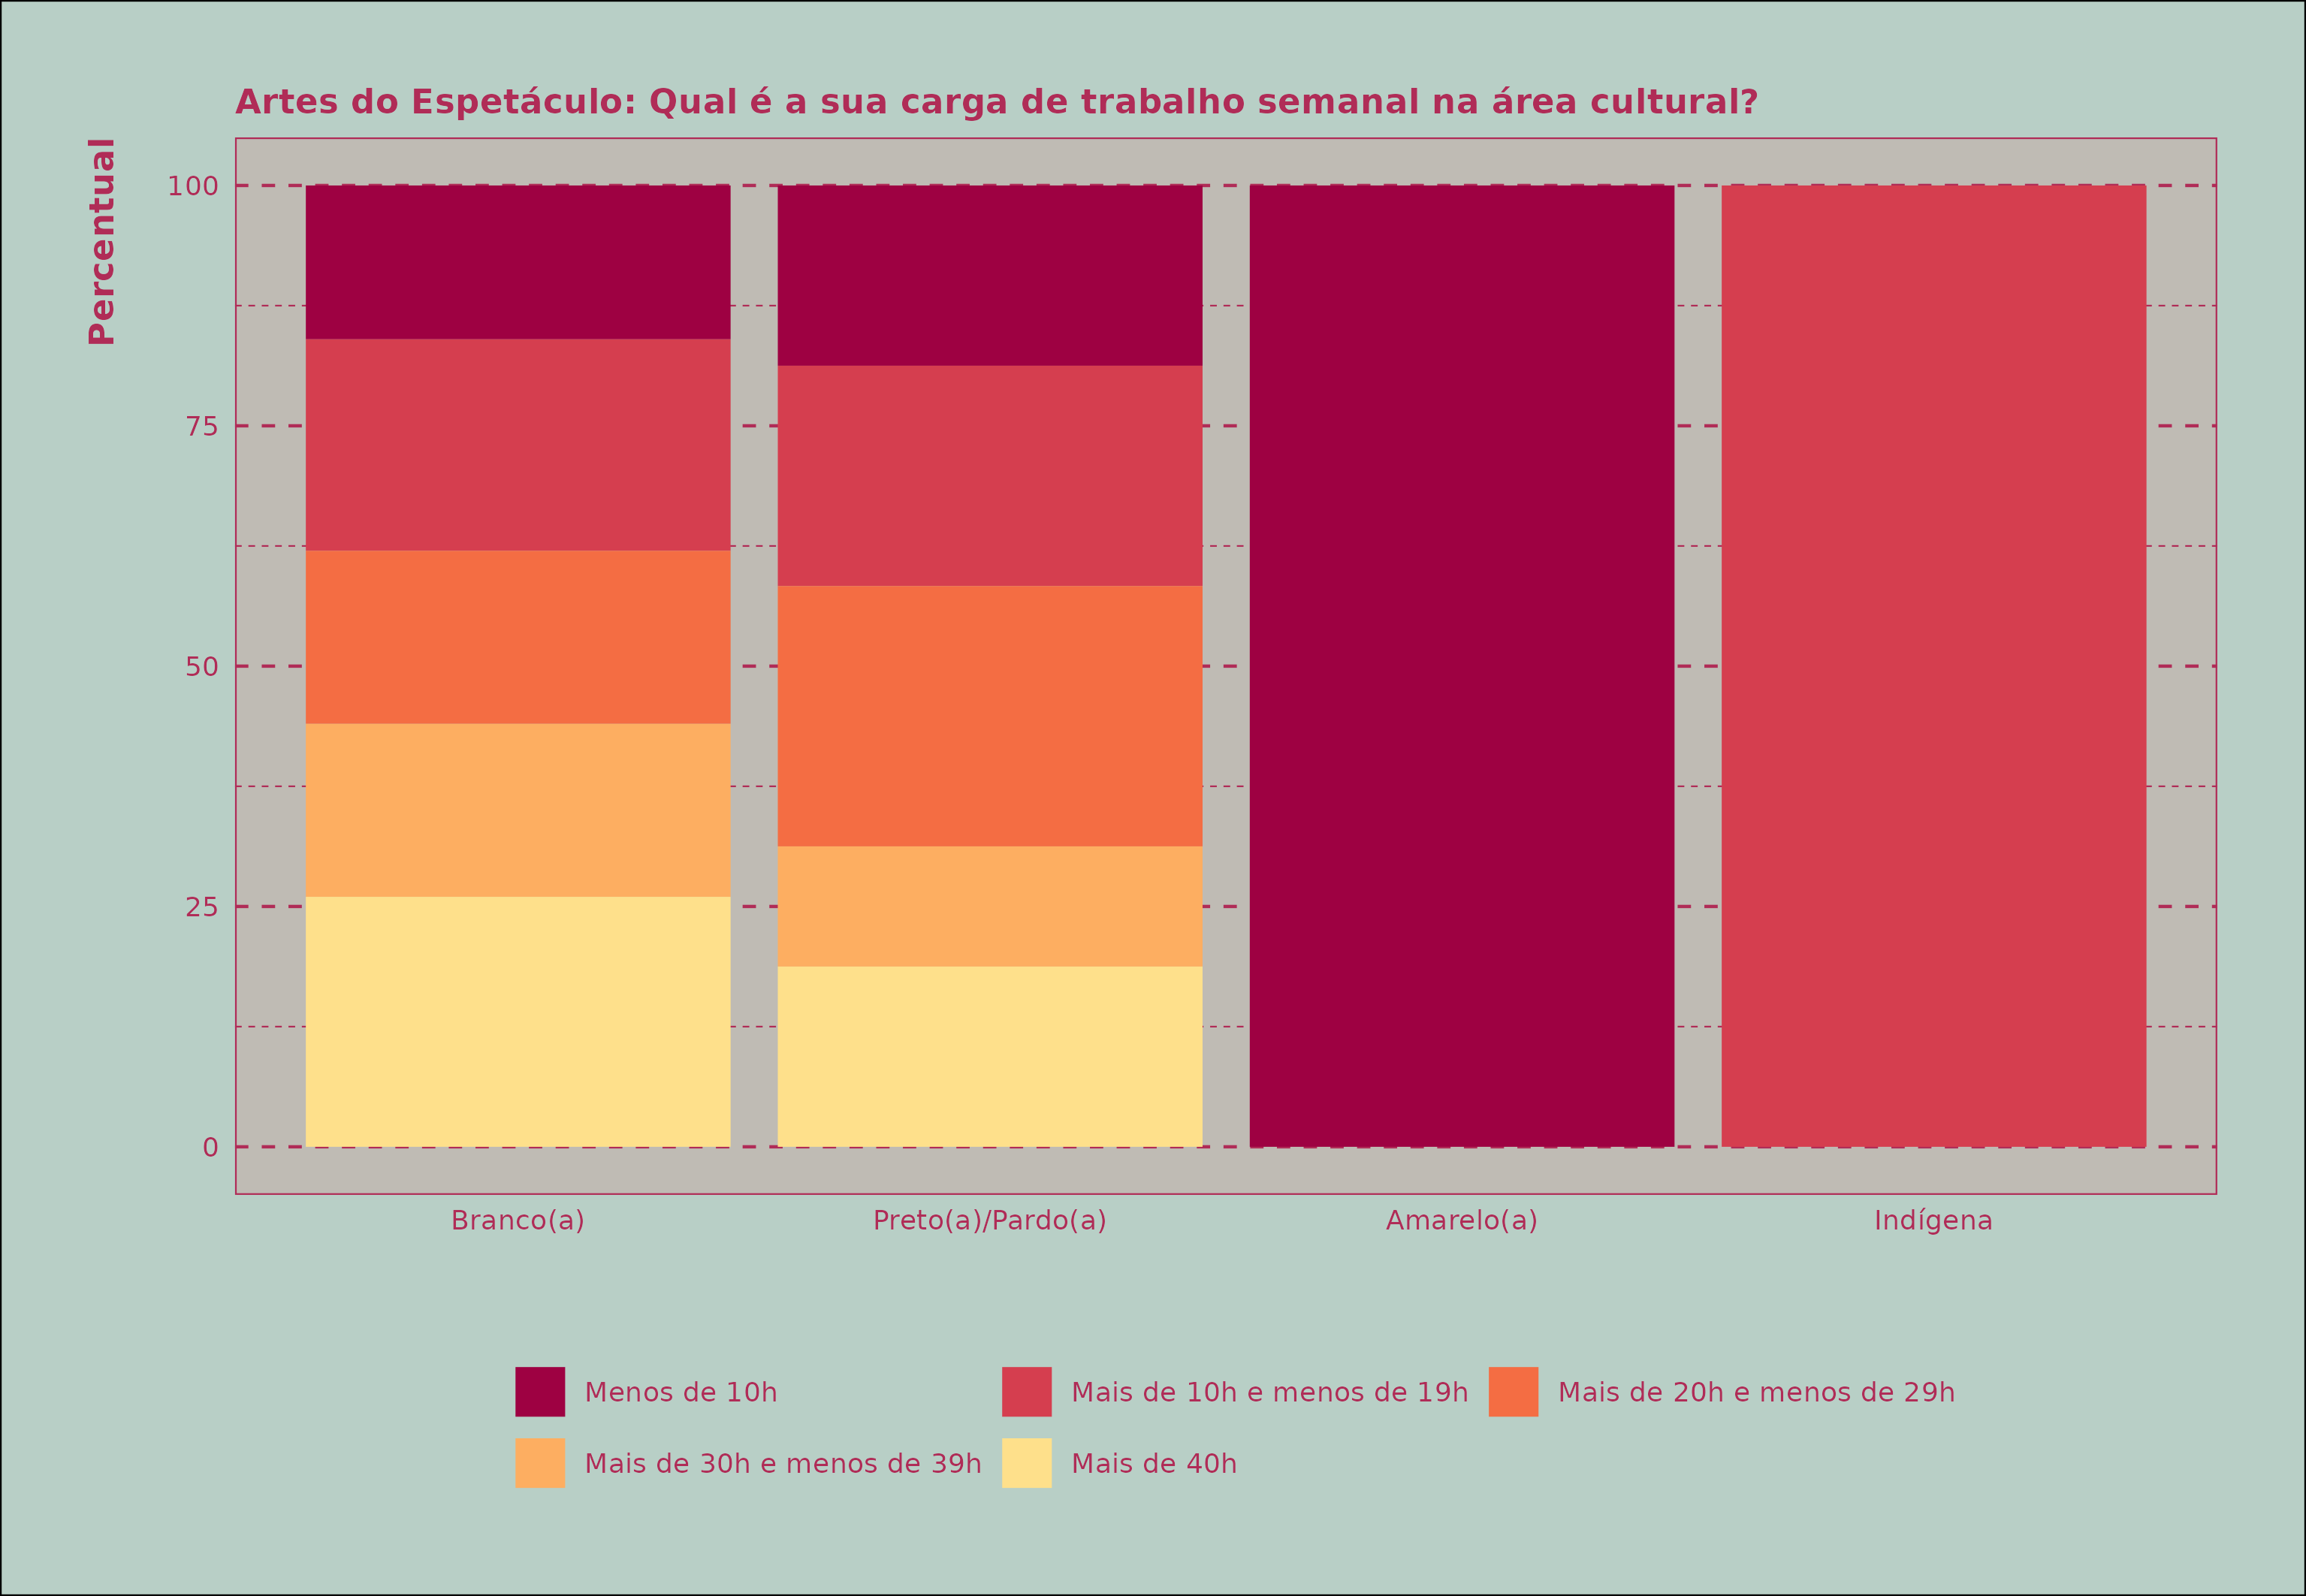 Artes do Espetáculo: Qual é a sua carga de trabalho semanal na área cultural?
Percentual
100
75
50
25
0
Branco(a) Preto(a)/Pardo(a) Amarelo(a) Indígena
Menos de 10h Mais de 10h e menos de 19h Mais de 20h e menos de 29h
Mais de 30h e menos de 39h Mais de 40h